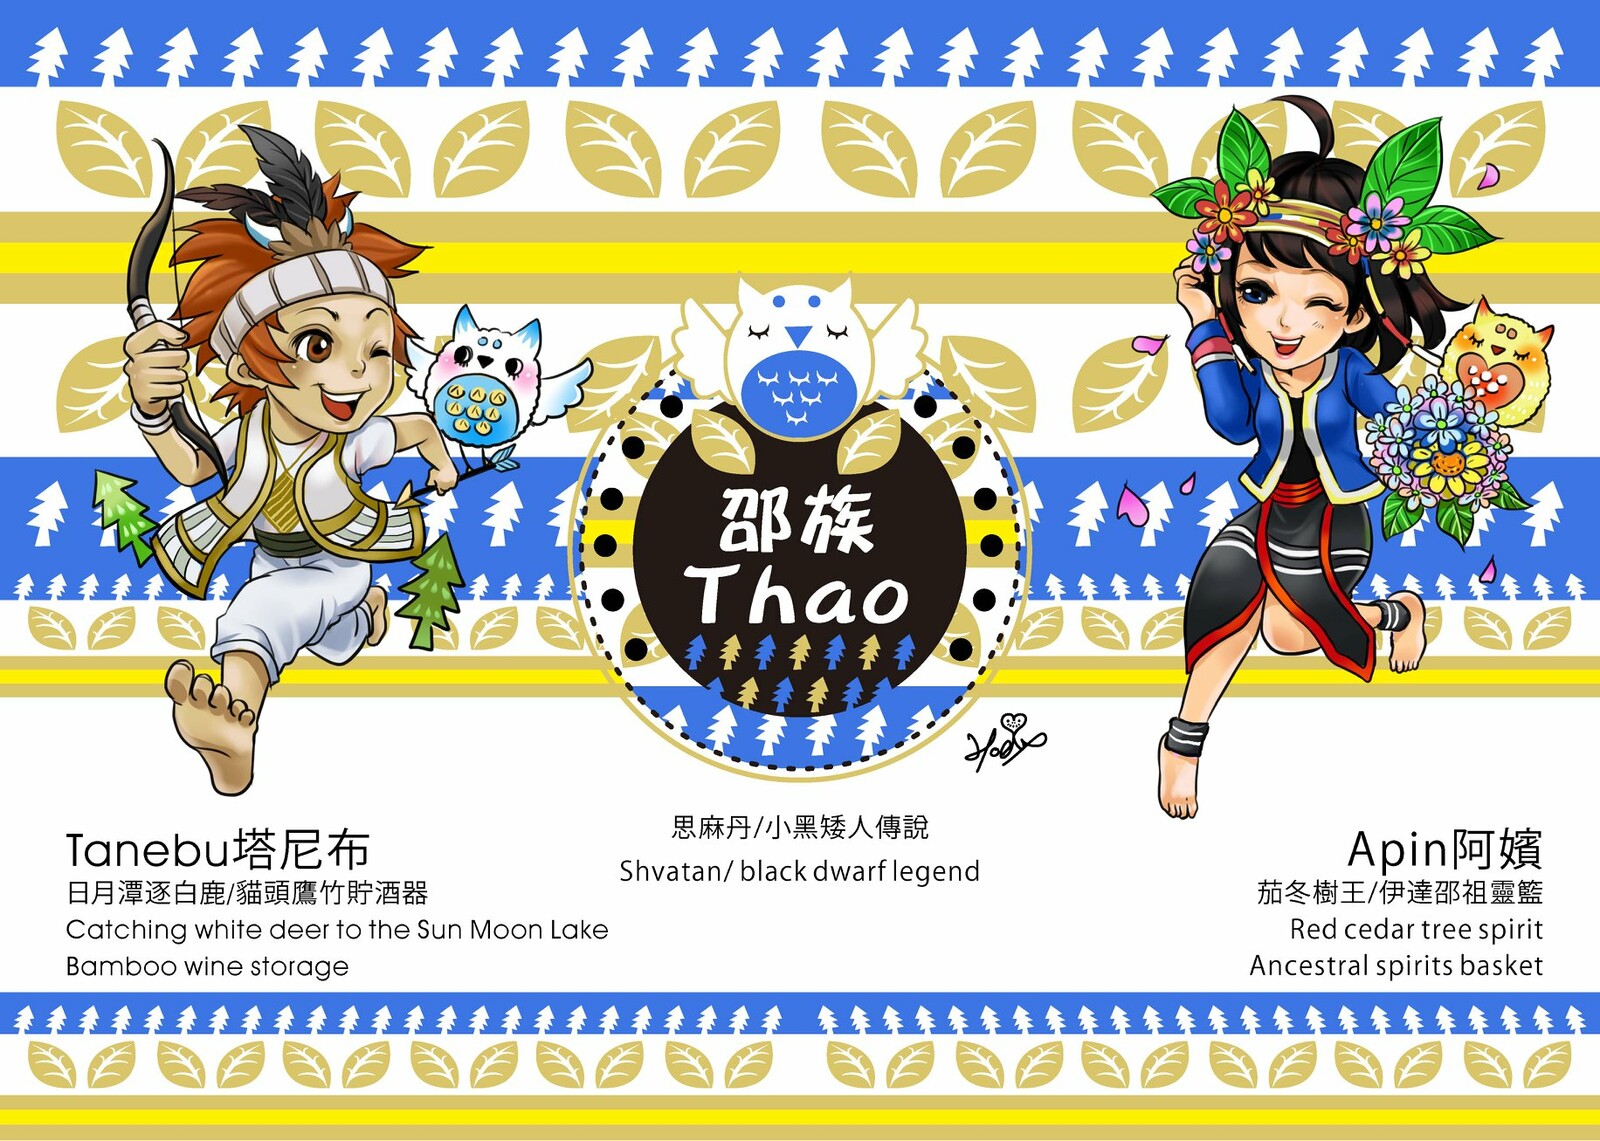 邵族
Thao
Tanebu塔尼布
日月潭逐白鹿/貓頭鷹竹貯酒器
Catching white deer to the Sun Moon Lake
Bamboo wine storage
思麻丹/小黑矮人傳說
Shvatan/ black dwarf legend
Apin阿嬪
茄冬樹王/伊達邵祖靈籃
Red cedar tree spirit
Ancestral spirits basket